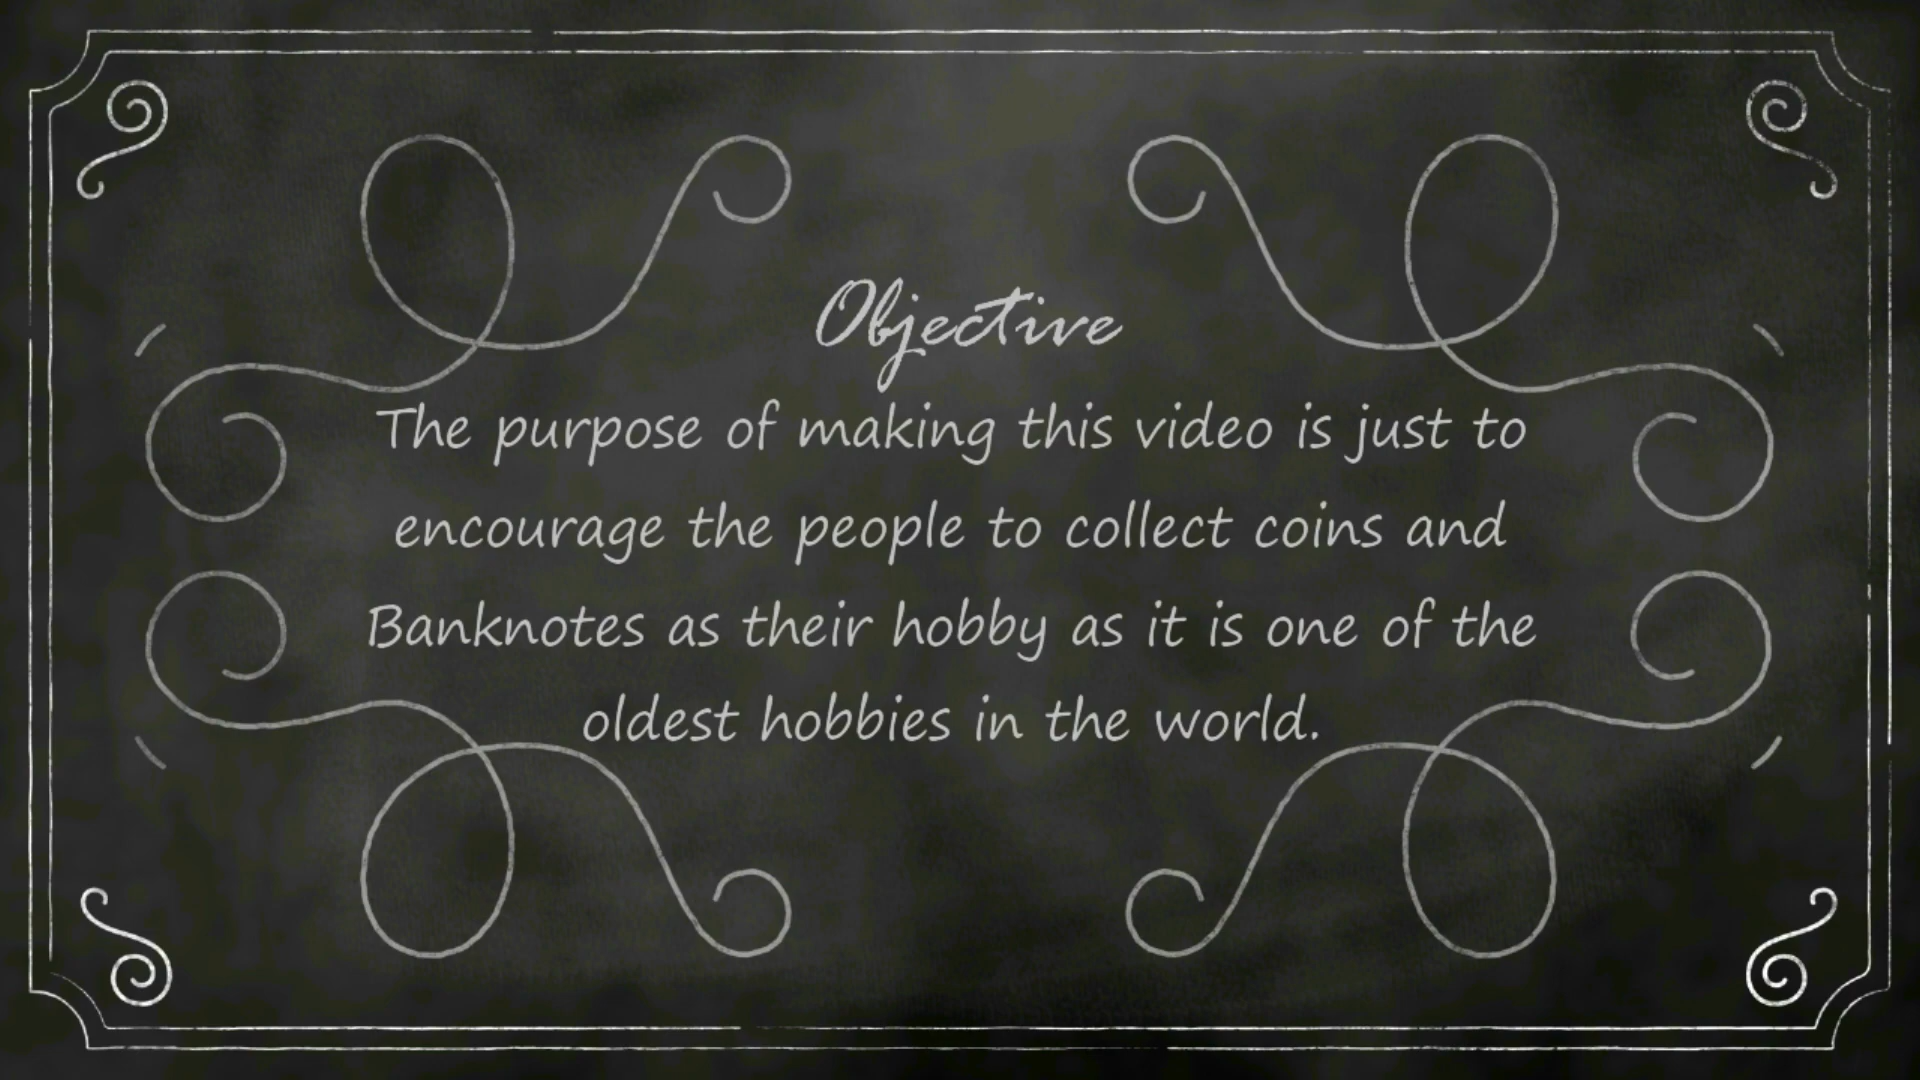 Objective
The purpose of making this video is just to
encourage the people to collect coins and
Banknotes as their hobby as it is one of the
oldest hobbies in the world.